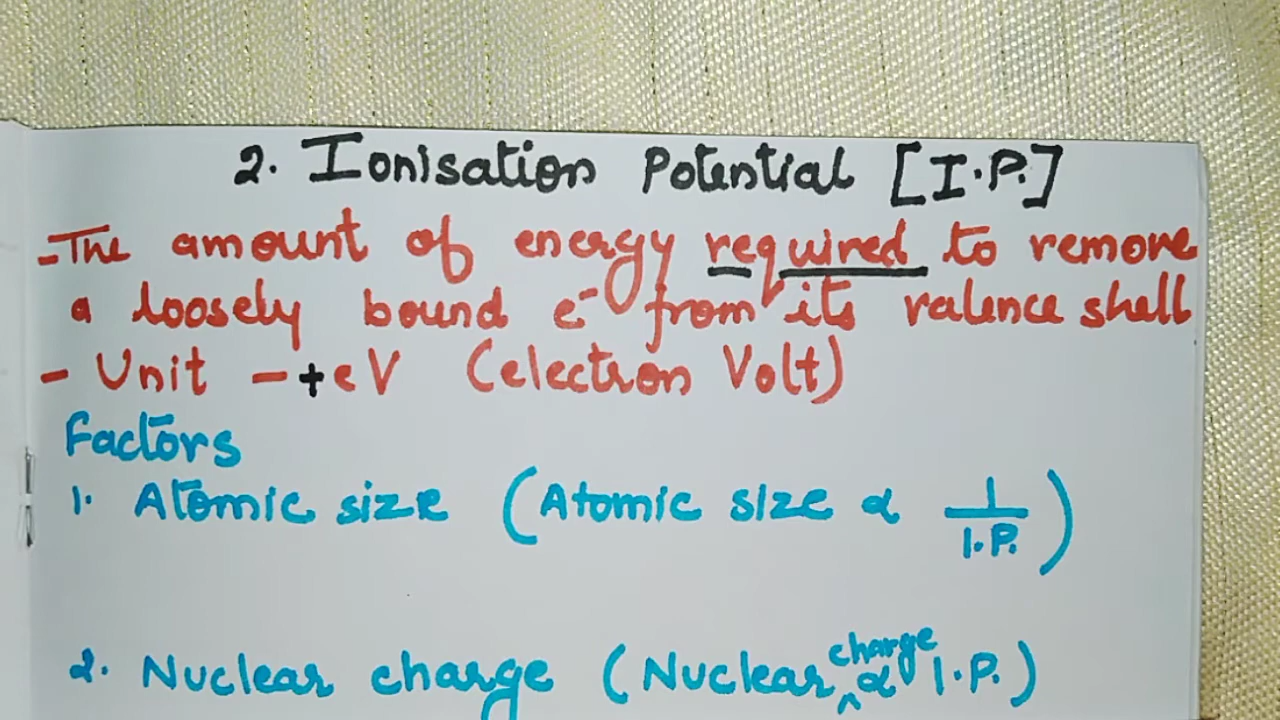 2. Ionisation Potential [I.P.]
- The amount of energy required to remove
a loosely bound e⁻ from its valence shell
- Unit - +eV (electron Volt)
Factors
1. Atomic size (Atomic size ∝ 1/I.P.)
2. Nuclear charge (Nuclear charge ∝ I.P.)